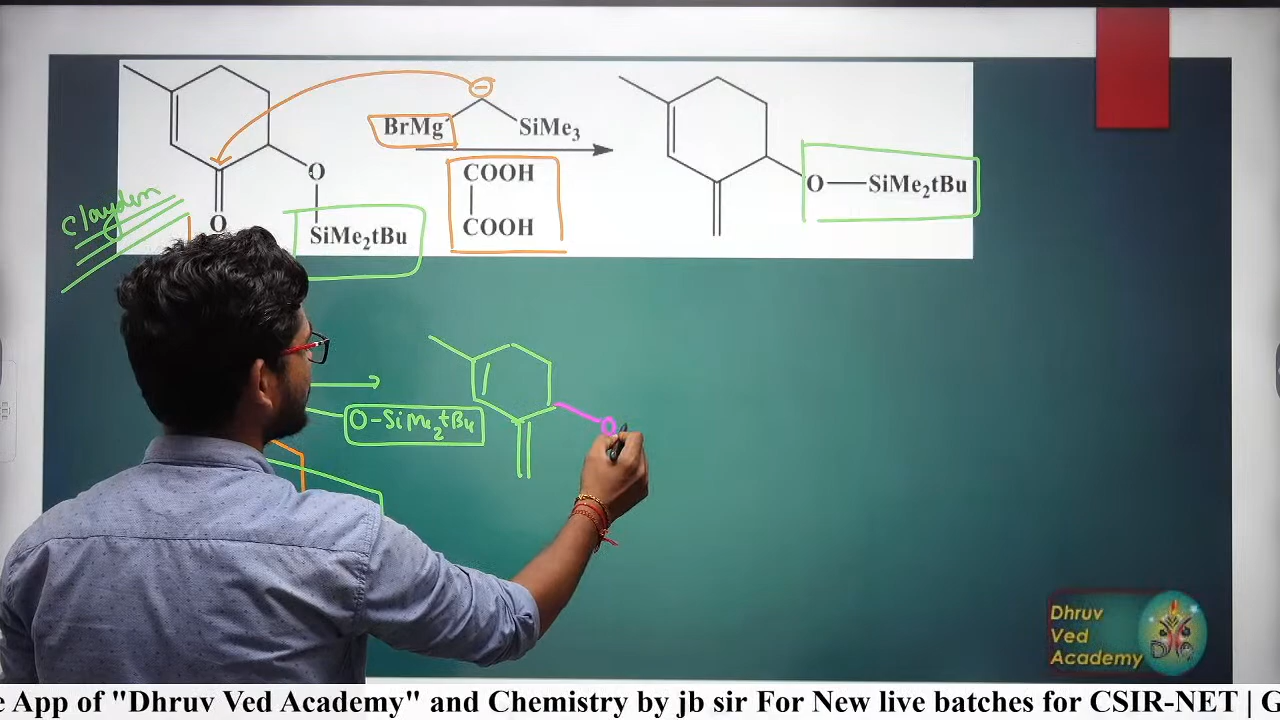 BrMg
SiMe3
COOH
COOH
O
O
SiMe2tBu
O—SiMe2tBu
clayden
O-SiMe2tBu
O
Dhruv
Ved
Academy
e App of "Dhruv Ved Academy" and Chemistry by jb sir For New live batches for CSIR-NET | G